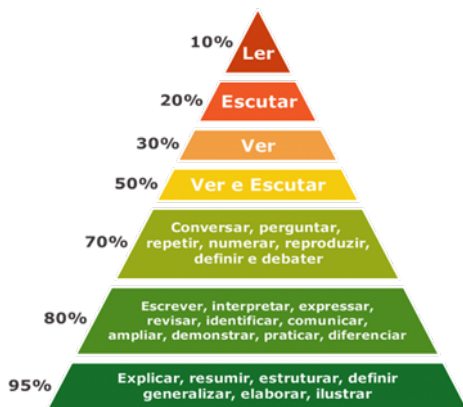 10%
Ler
20%
Escutar
30%
Ver
50%
Ver e Escutar
70%
Conversar, perguntar,
repetir, numerar, reproduzir,
definir e debater
80%
Escrever, interpretar, expressar,
revisar, identificar, comunicar,
ampliar, demonstrar, praticar, diferenciar
95%
Explicar, resumir, estruturar, definir
generalizar, elaborar, ilustrar